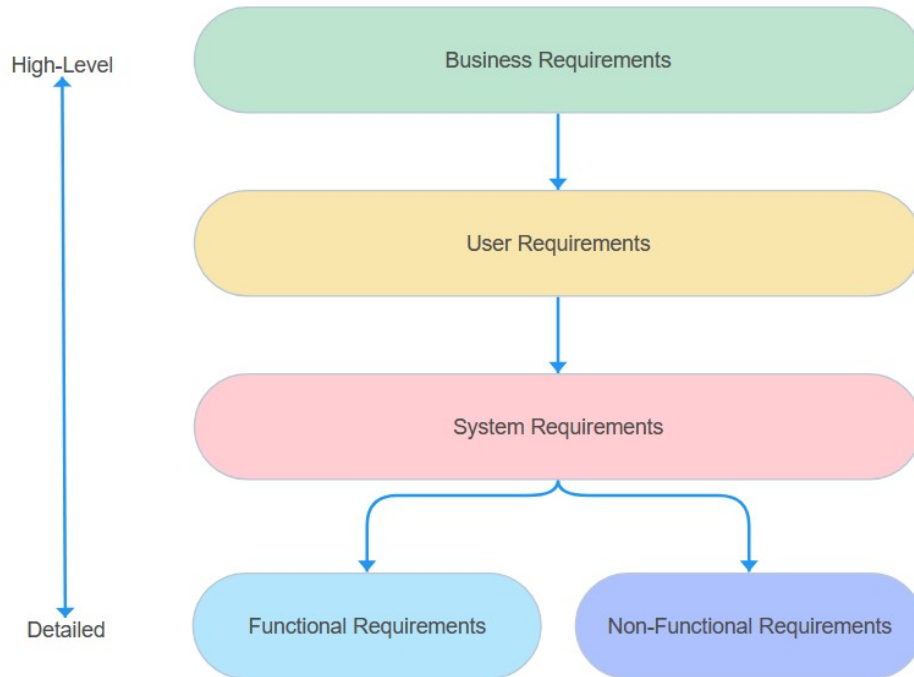 High-Level
Business Requirements
User Requirements
System Requirements
Detailed
Functional Requirements
Non-Functional Requirements